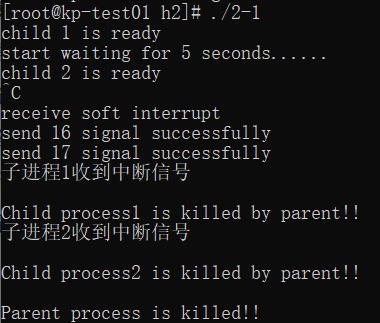 [root@kp-test01 h2]# ./2-1
child 1 is ready
start waiting for 5 seconds......
child 2 is ready
^C
receive soft interrupt
send 16 signal successfully
send 17 signal successfully
子进程1收到中断信号
Child process1 is killed by parent!!
子进程2收到中断信号
Child process2 is killed by parent!!
Parent process is killed!!